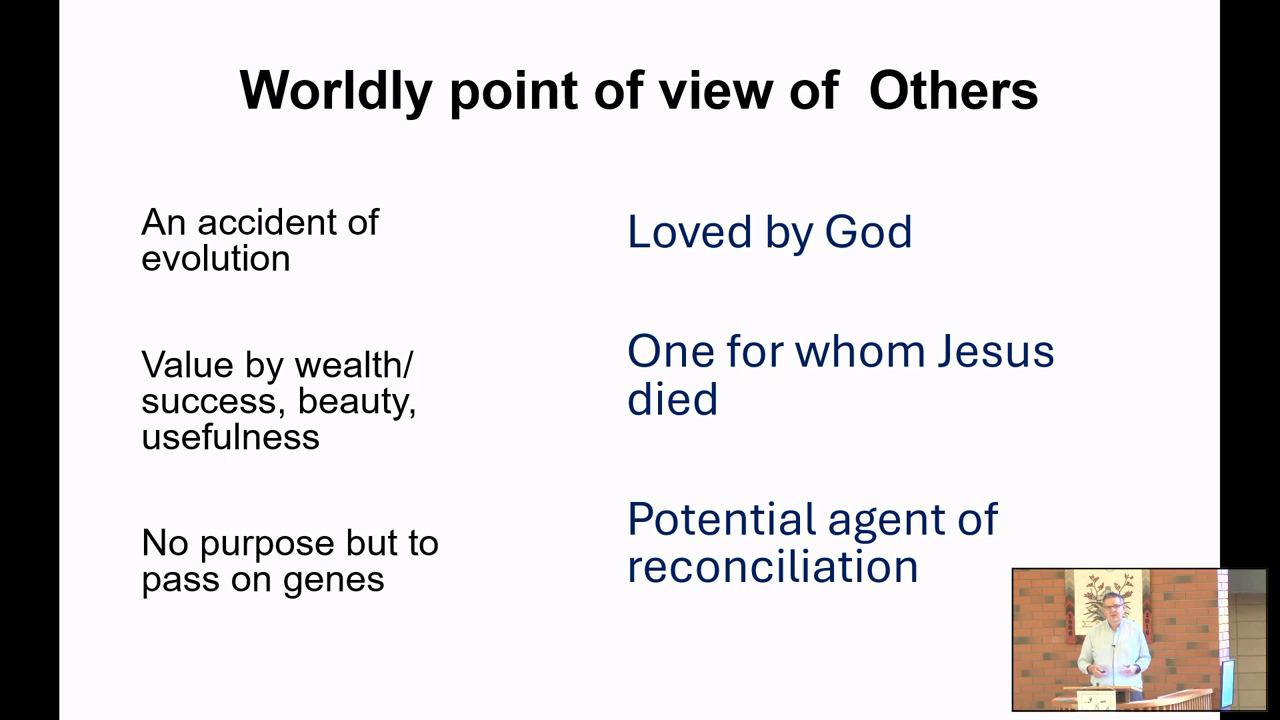 Worldly point of view of  Others
An accident of
evolution
Value by wealth/
success, beauty,
usefulness
No purpose but to
pass on genes
Loved by God
One for whom Jesus
died
Potential agent of
reconciliation